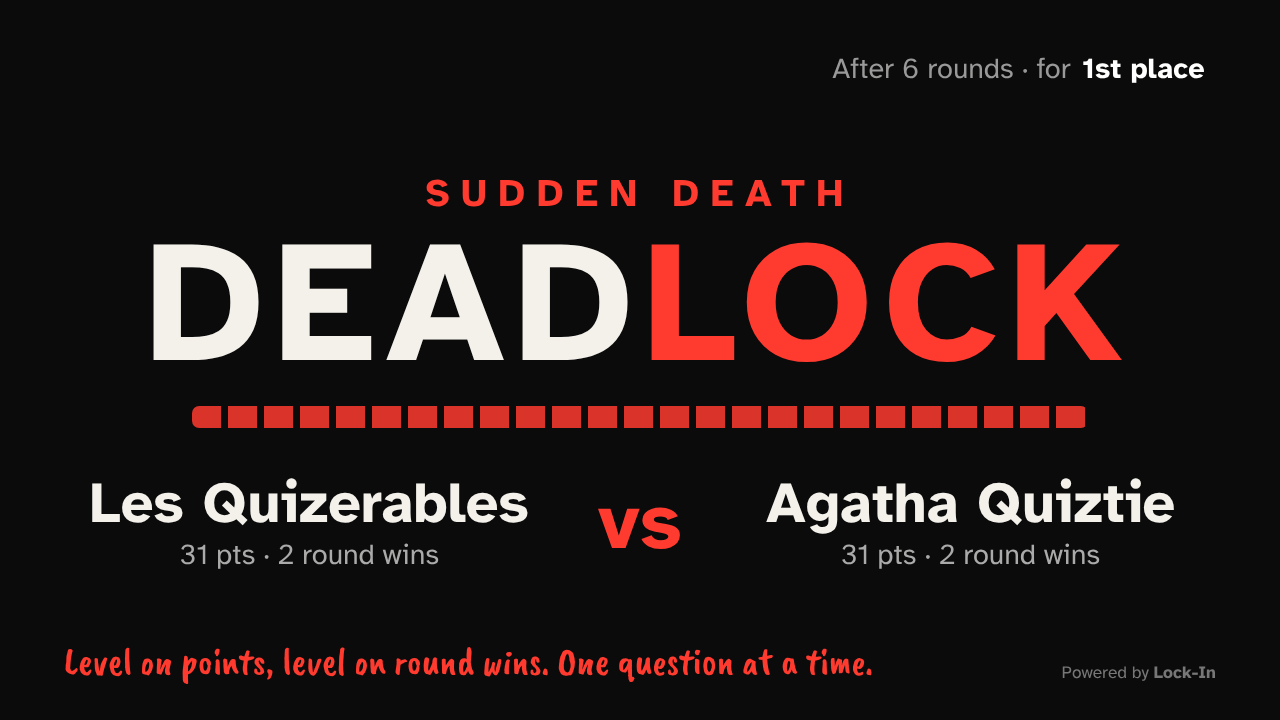 After 6 rounds · for 1st place
SUDDEN DEATH
DEADLOCK
Les Quizerables
31 pts · 2 round wins
vs
Agatha Quiztie
31 pts · 2 round wins
Level on points, level on round wins. One question at a time.
Powered by Lock-In